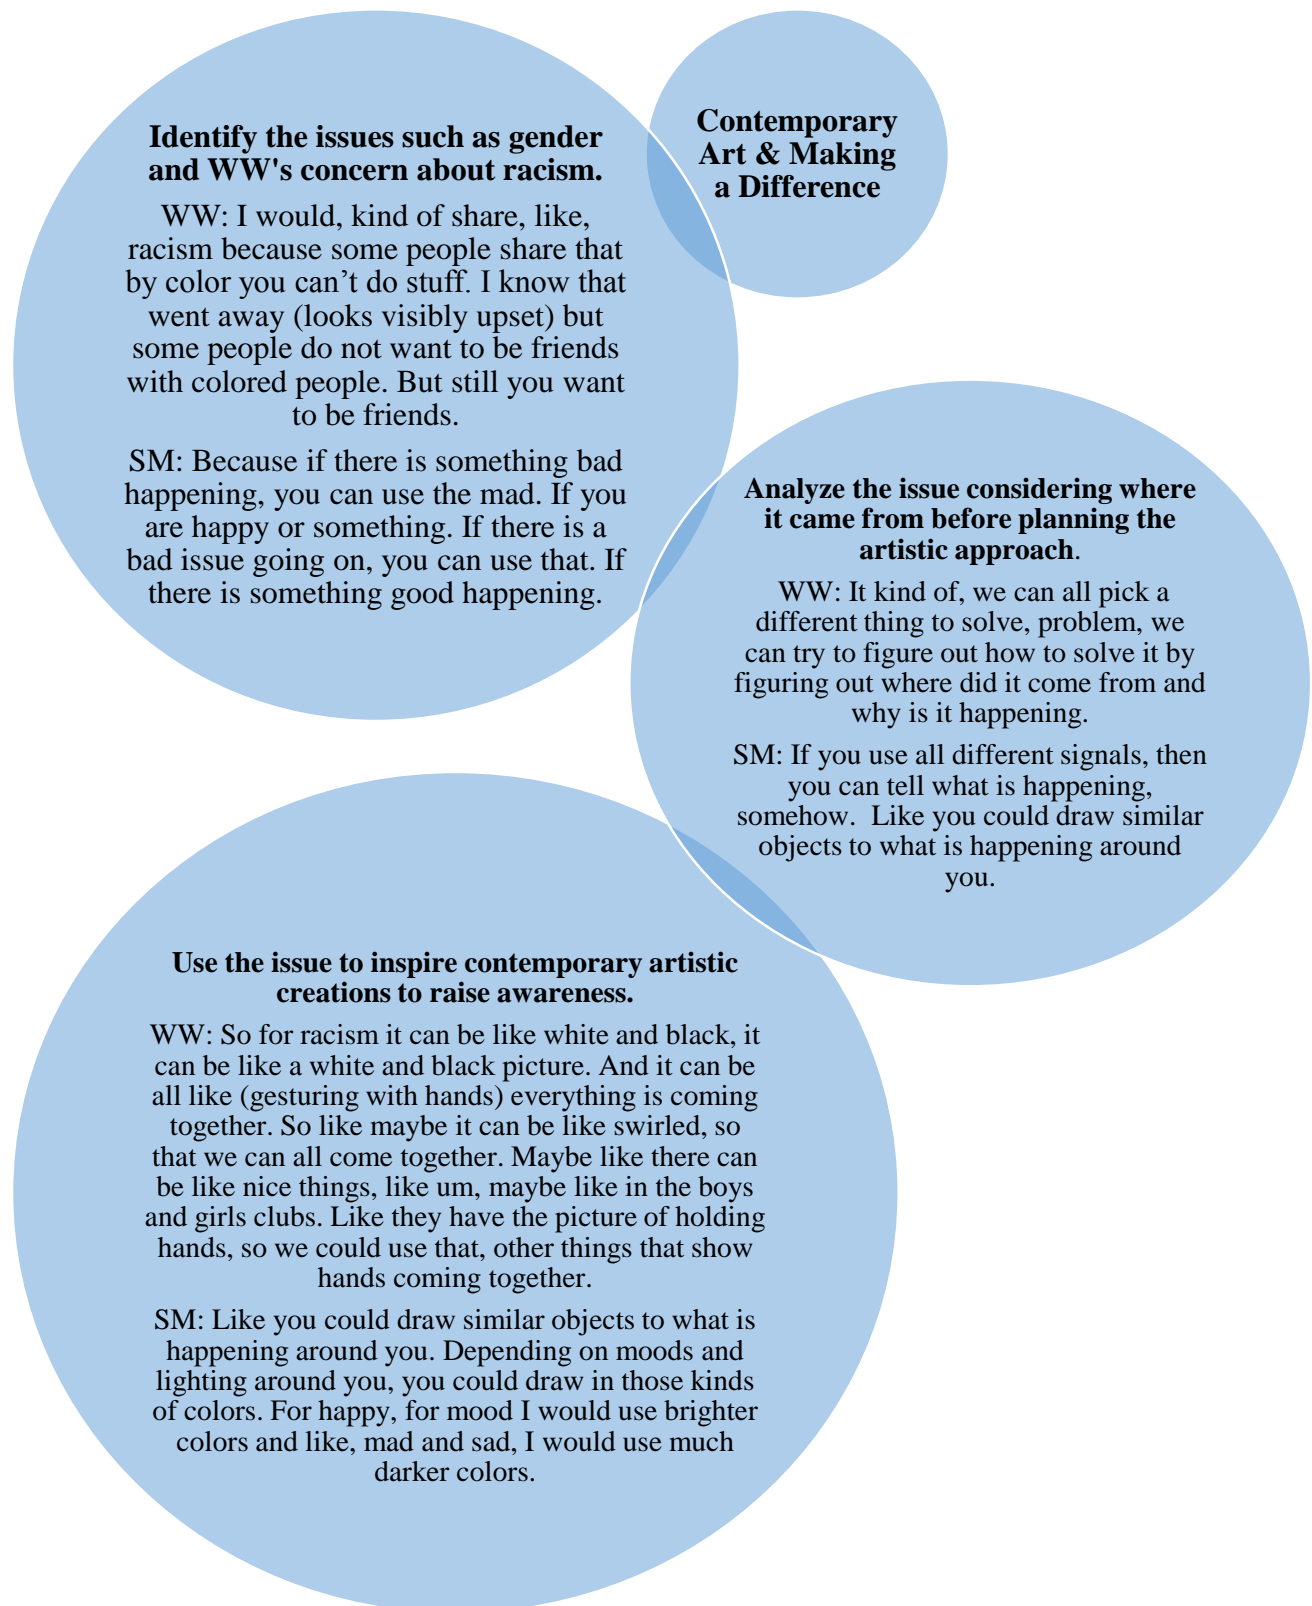 Contemporary
Art & Making
a Difference
Identify the issues such as gender
and WW's concern about racism.
WW: I would, kind of share, like,
racism because some people share that
by color you can’t do stuff. I know that
went away (looks visibly upset) but
some people do not want to be friends
with colored people. But still you want
to be friends.
SM: Because if there is something bad
happening, you can use the mad. If you
are happy or something. If there is a
bad issue going on, you can use that. If
there is something good happening.
Analyze the issue considering where
it came from before planning the
artistic approach.
WW: It kind of, we can all pick a
different thing to solve, problem, we
can try to figure out how to solve it by
figuring out where did it come from and
why is it happening.
SM: If you use all different signals, then
you can tell what is happening,
somehow.  Like you could draw similar
objects to what is happening around
you.
Use the issue to inspire contemporary artistic
creations to raise awareness.
WW: So for racism it can be like white and black, it
can be like a white and black picture. And it can be
all like (gesturing with hands) everything is coming
together. So like maybe it can be like swirled, so
that we can all come together. Maybe like there can
be like nice things, like um, maybe like in the boys
and girls clubs. Like they have the picture of holding
hands, so we could use that, other things that show
hands coming together.
SM: Like you could draw similar objects to what is
happening around you. Depending on moods and
lighting around you, you could draw in those kinds
of colors. For happy, for mood I would use brighter
colors and like, mad and sad, I would use much
darker colors.